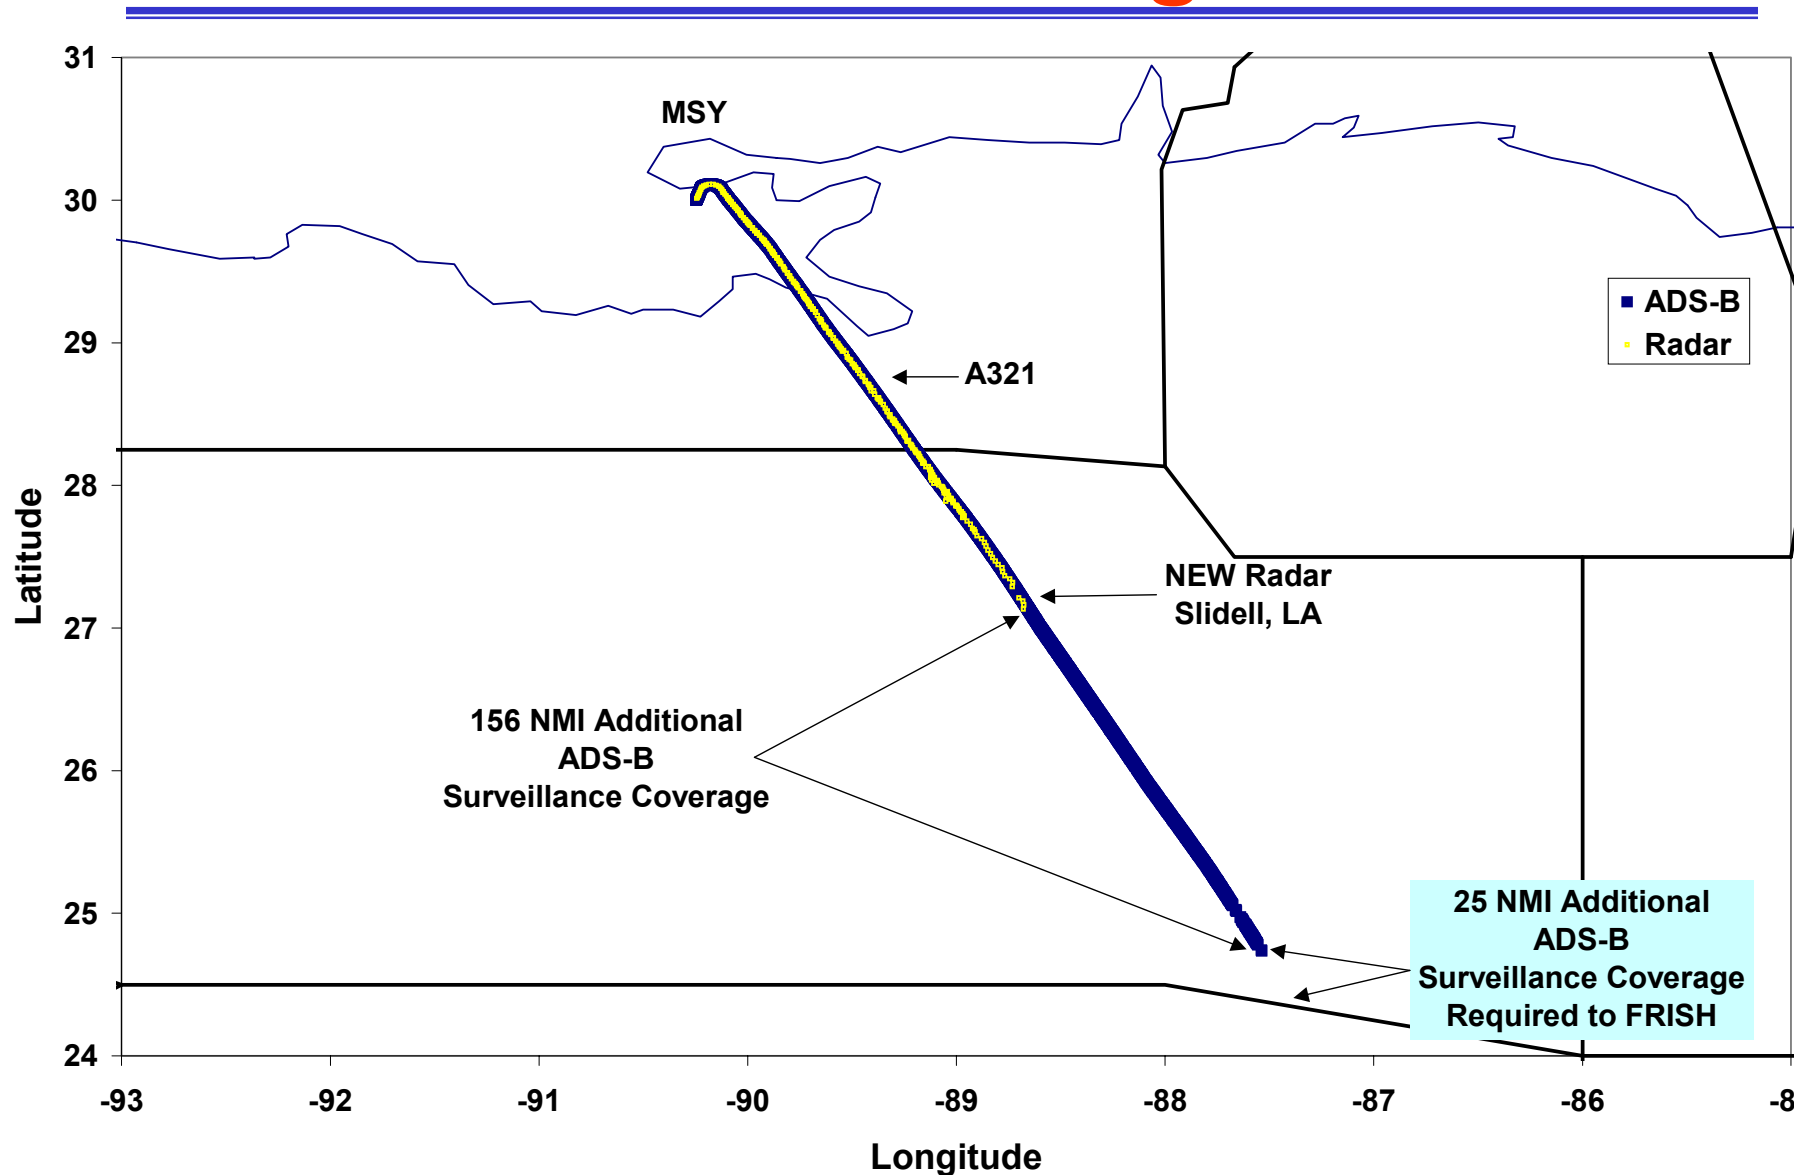 31
MSY
30
ADS-B
Radar
29
A321
28
NEW Radar
Slidell, LA
27
156 NMI Additional
ADS-B
Surveillance Coverage
26
25
25 NMI Additional
ADS-B
Surveillance Coverage
Required to FRISH
24
Latitude
-93 -92 -91 -90 -89 -88 -87 -86
Longitude